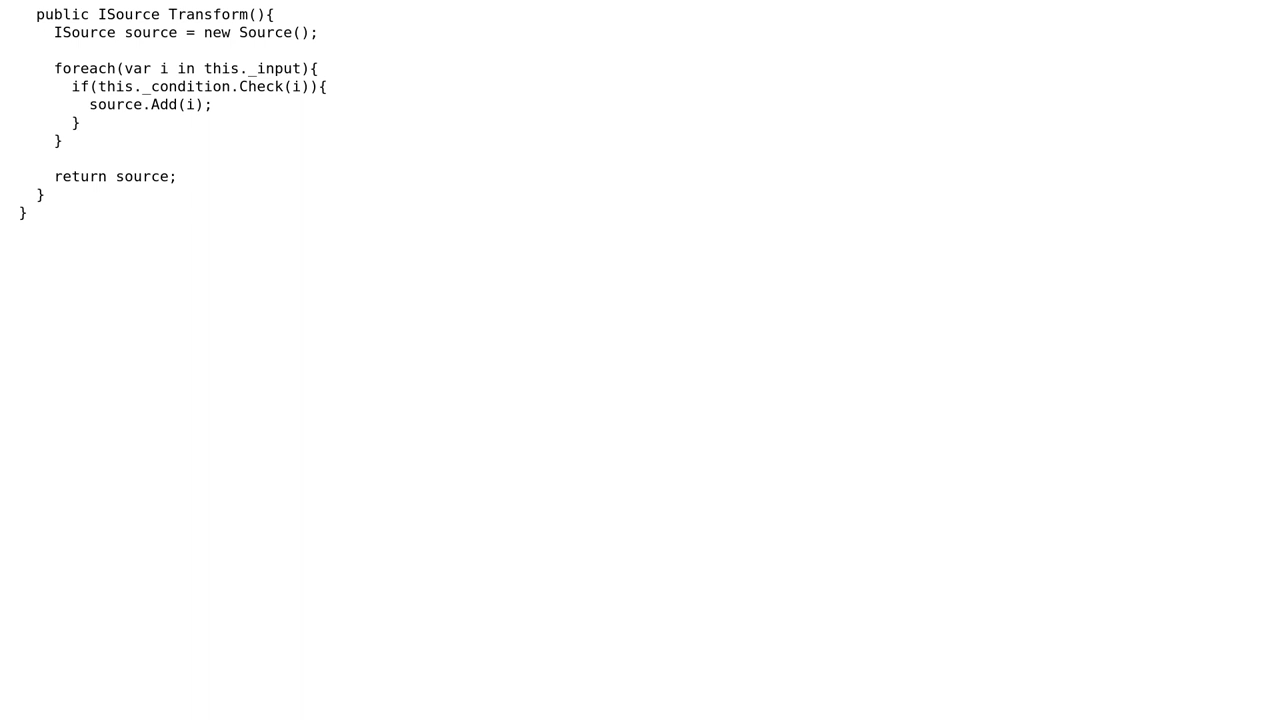 public ISource Transform(){
ISource source = new Source();
foreach(var i in this._input){
if(this._condition.Check(i)){
source.Add(i);
}
}
return source;
}
}